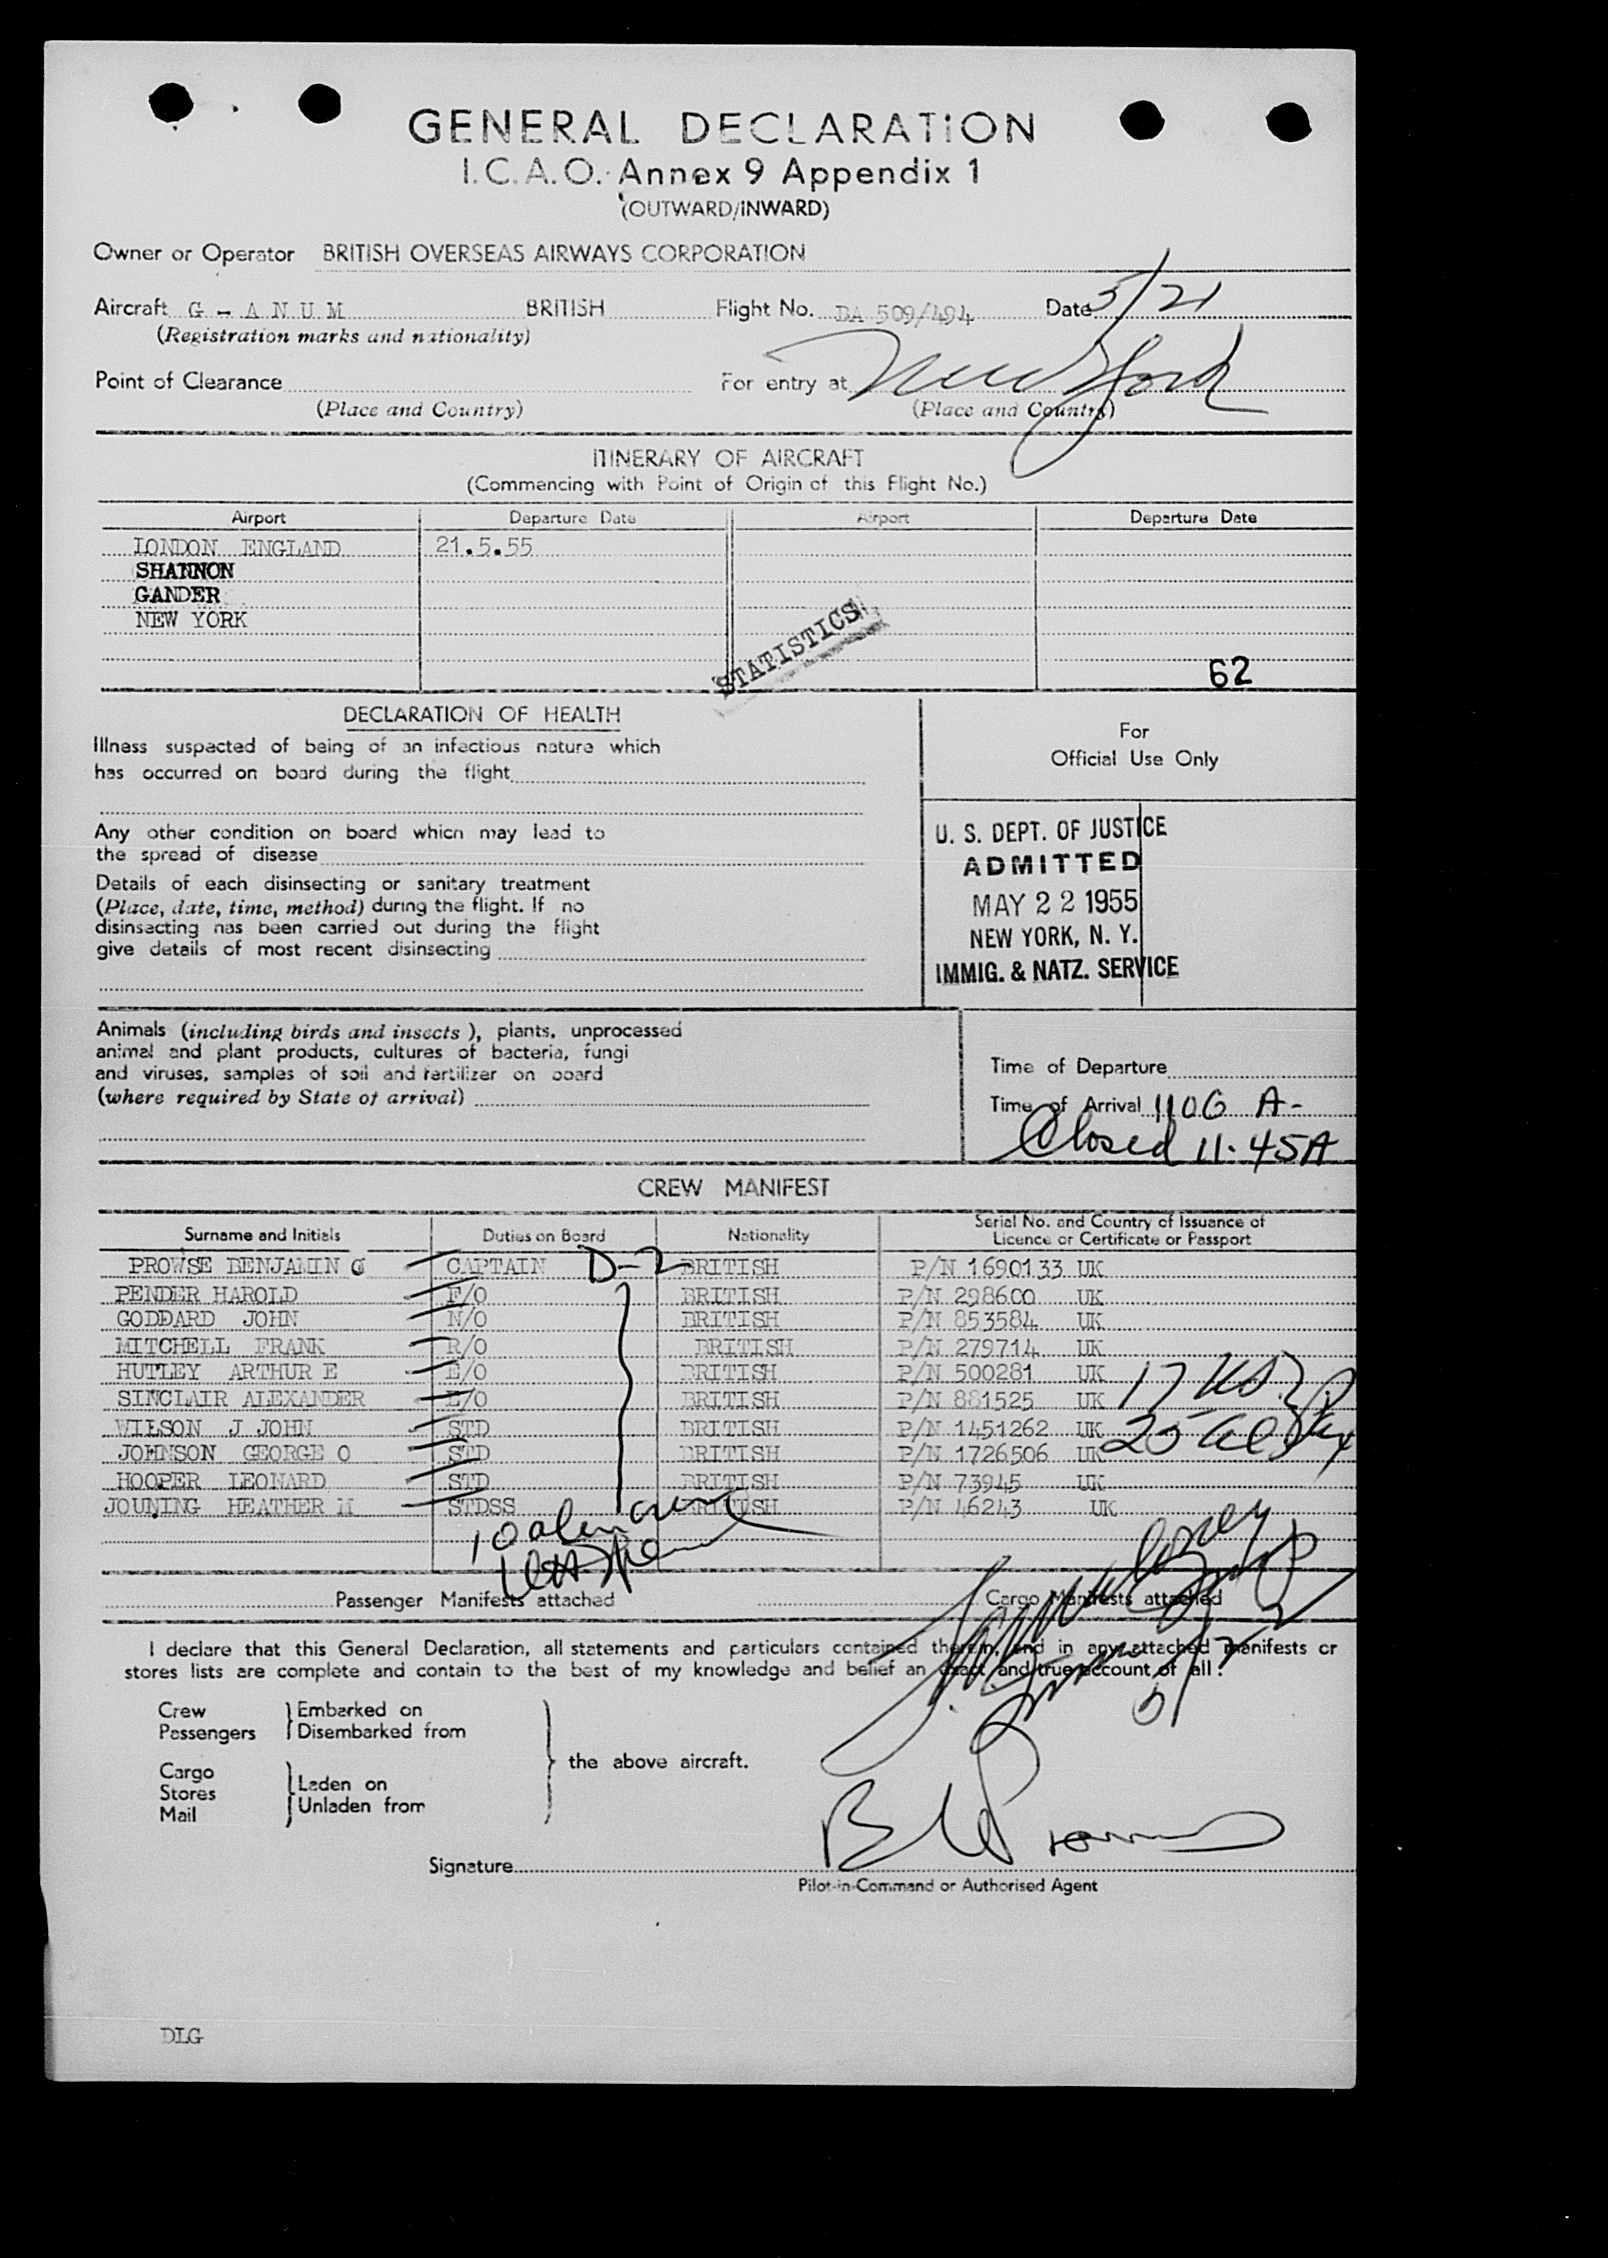 GENERAL DECLARATION
I.C.A.O. Annex 9 Appendix 1
(OUTWARD/INWARD)
Owner or Operator BRITISH OVERSEAS AIRWAYS CORPORATION
Aircraft G - A N U M BRITISH Flight No. BA 509/494 Date 5/21
(Registration marks and nationality)
Point of Clearance For entry at New York
(Place and Country) (Place and Country)
ITINERARY OF AIRCRAFT
(Commencing with Point of Origin of this Flight No.)
Airport Departure Date Airport Departure Date
LONDON ENGLAND 21.5.55
SHANNON
GANDER
NEW YORK
STATISTICS
62
DECLARATION OF HEALTH
Illness suspected of being of an infectious nature which
has occurred on board during the flight
Any other condition on board which may lead to
the spread of disease
Details of each disinsecting or sanitary treatment
(Place, date, time, method) during the flight. If no
disinsecting has been carried out during the flight
give details of most recent disinsecting
For
Official Use Only
U. S. DEPT. OF JUSTICE
ADMITTED
MAY 22 1955
NEW YORK, N. Y.
IMMIG. & NATZ. SERVICE
Animals (including birds and insects), plants, unprocessed
animal and plant products, cultures of bacteria, fungi
and viruses, samples of soil and fertilizer on board
(where required by State of arrival)
Time of Departure
Time of Arrival 1106 A-
Closed 11.45A
CREW MANIFEST
Surname and Initials Duties on Board Nationality Serial No. and Country of Issuance of Licence or Certificate or Passport
PROWSE BENJAMIN G CAPTAIN D-2 BRITISH P/N 1690133 UK
PENDER HAROLD F/O BRITISH P/N 298600 UK
GODDARD JOHN N/O BRITISH P/N 853584 UK
MITCHELL FRANK R/O BRITISH P/N 279714 UK
HUTLEY ARTHUR E E/O BRITISH P/N 500281 UK
SINCLAIR ALEXANDER E/O BRITISH P/N 881525 UK
WILSON J JOHN STD BRITISH P/N 1451262 UK
JOHNSON GEORGE O STD BRITISH P/N 1726506 UK
HOOPER LEONARD STD BRITISH P/N 73945 UK
JOUNING HEATHER M STDSS BRITISH P/N 46243 UK
17 US
25 al Pax
10 alien crew
Passenger Manifests attached Cargo Manifests attached
I declare that this General Declaration, all statements and particulars contained therein, and in any attached manifests or
stores lists are complete and contain to the best of my knowledge and belief an exact and true account of all :
Crew
Passengers
Embarked on
Disembarked from
Cargo
Stores
Mail
Laden on
Unladen from
the above aircraft.
Signature
Pilot-in-Command or Authorised Agent
DLG